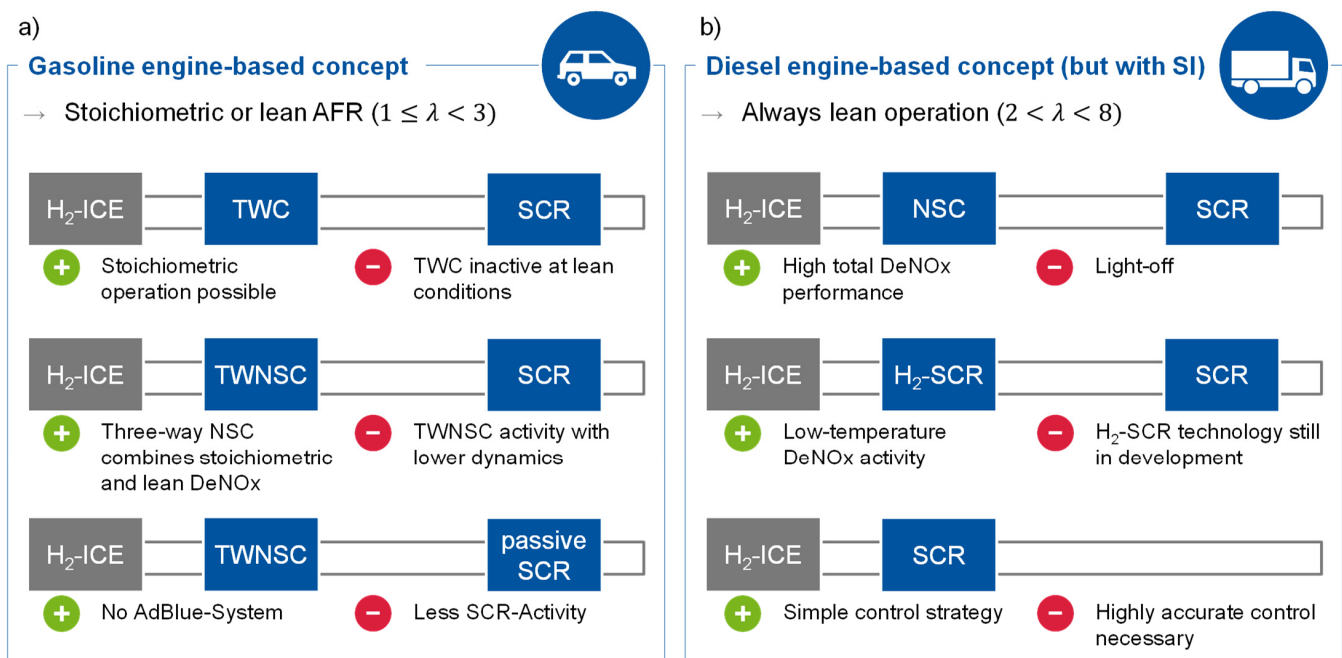 a)
Gasoline engine-based concept
→ Stoichiometric or lean AFR (1 ≤ λ < 3)
H₂-ICE
TWC
SCR
+
Stoichiometric
operation possible
−
TWC inactive at lean
conditions
H₂-ICE
TWNSC
SCR
+
Three-way NSC
combines stoichiometric
and lean DeNOx
−
TWNSC activity with
lower dynamics
H₂-ICE
TWNSC
passive
SCR
+
No AdBlue-System
−
Less SCR-Activity
b)
Diesel engine-based concept (but with SI)
→ Always lean operation (2 < λ < 8)
H₂-ICE
NSC
SCR
+
High total DeNOx
performance
−
Light-off
H₂-ICE
H₂-SCR
SCR
+
Low-temperature
DeNOx activity
−
H₂-SCR technology still
in development
H₂-ICE
SCR
+
Simple control strategy
−
Highly accurate control
necessary